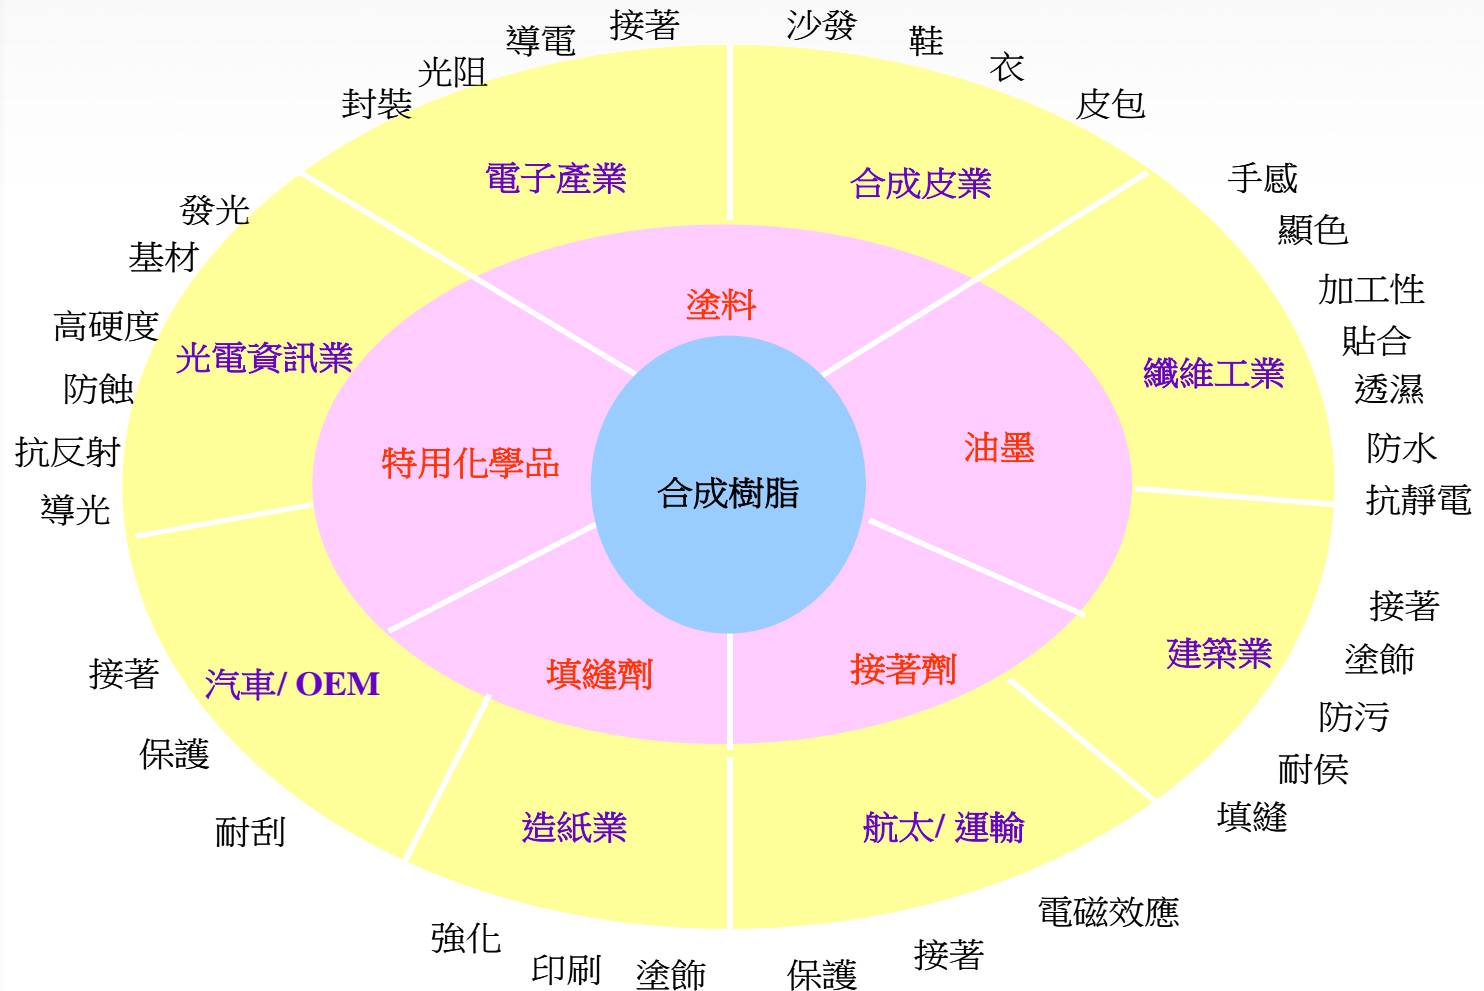 接著
沙發
導電
鞋
光阻
衣
封裝
皮包
電子產業
合成皮業
手感
發光
顯色
基材
加工性
塗料
高硬度
貼合
光電資訊業
纖維工業
防蝕
透濕
抗反射
特用化學品
油墨
防水
合成樹脂
導光
抗靜電
接著
建築業
塗飾
接著
汽車/ OEM
填縫劑
接著劑
防污
保護
耐侯
耐刮
造紙業
航太/ 運輸
填縫
電磁效應
強化
接著
印刷
塗飾
保護